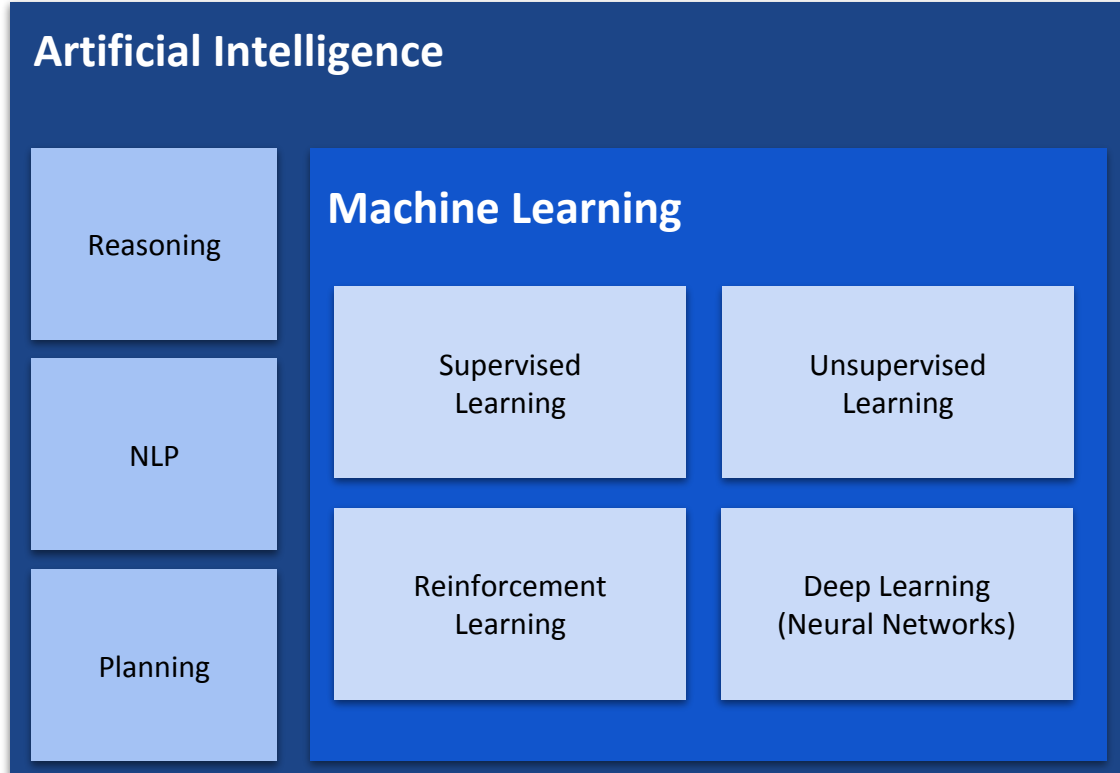 Artificial Intelligence
Reasoning
NLP
Planning
Machine Learning
Supervised
Learning
Unsupervised
Learning
Reinforcement
Learning
Deep Learning
(Neural Networks)